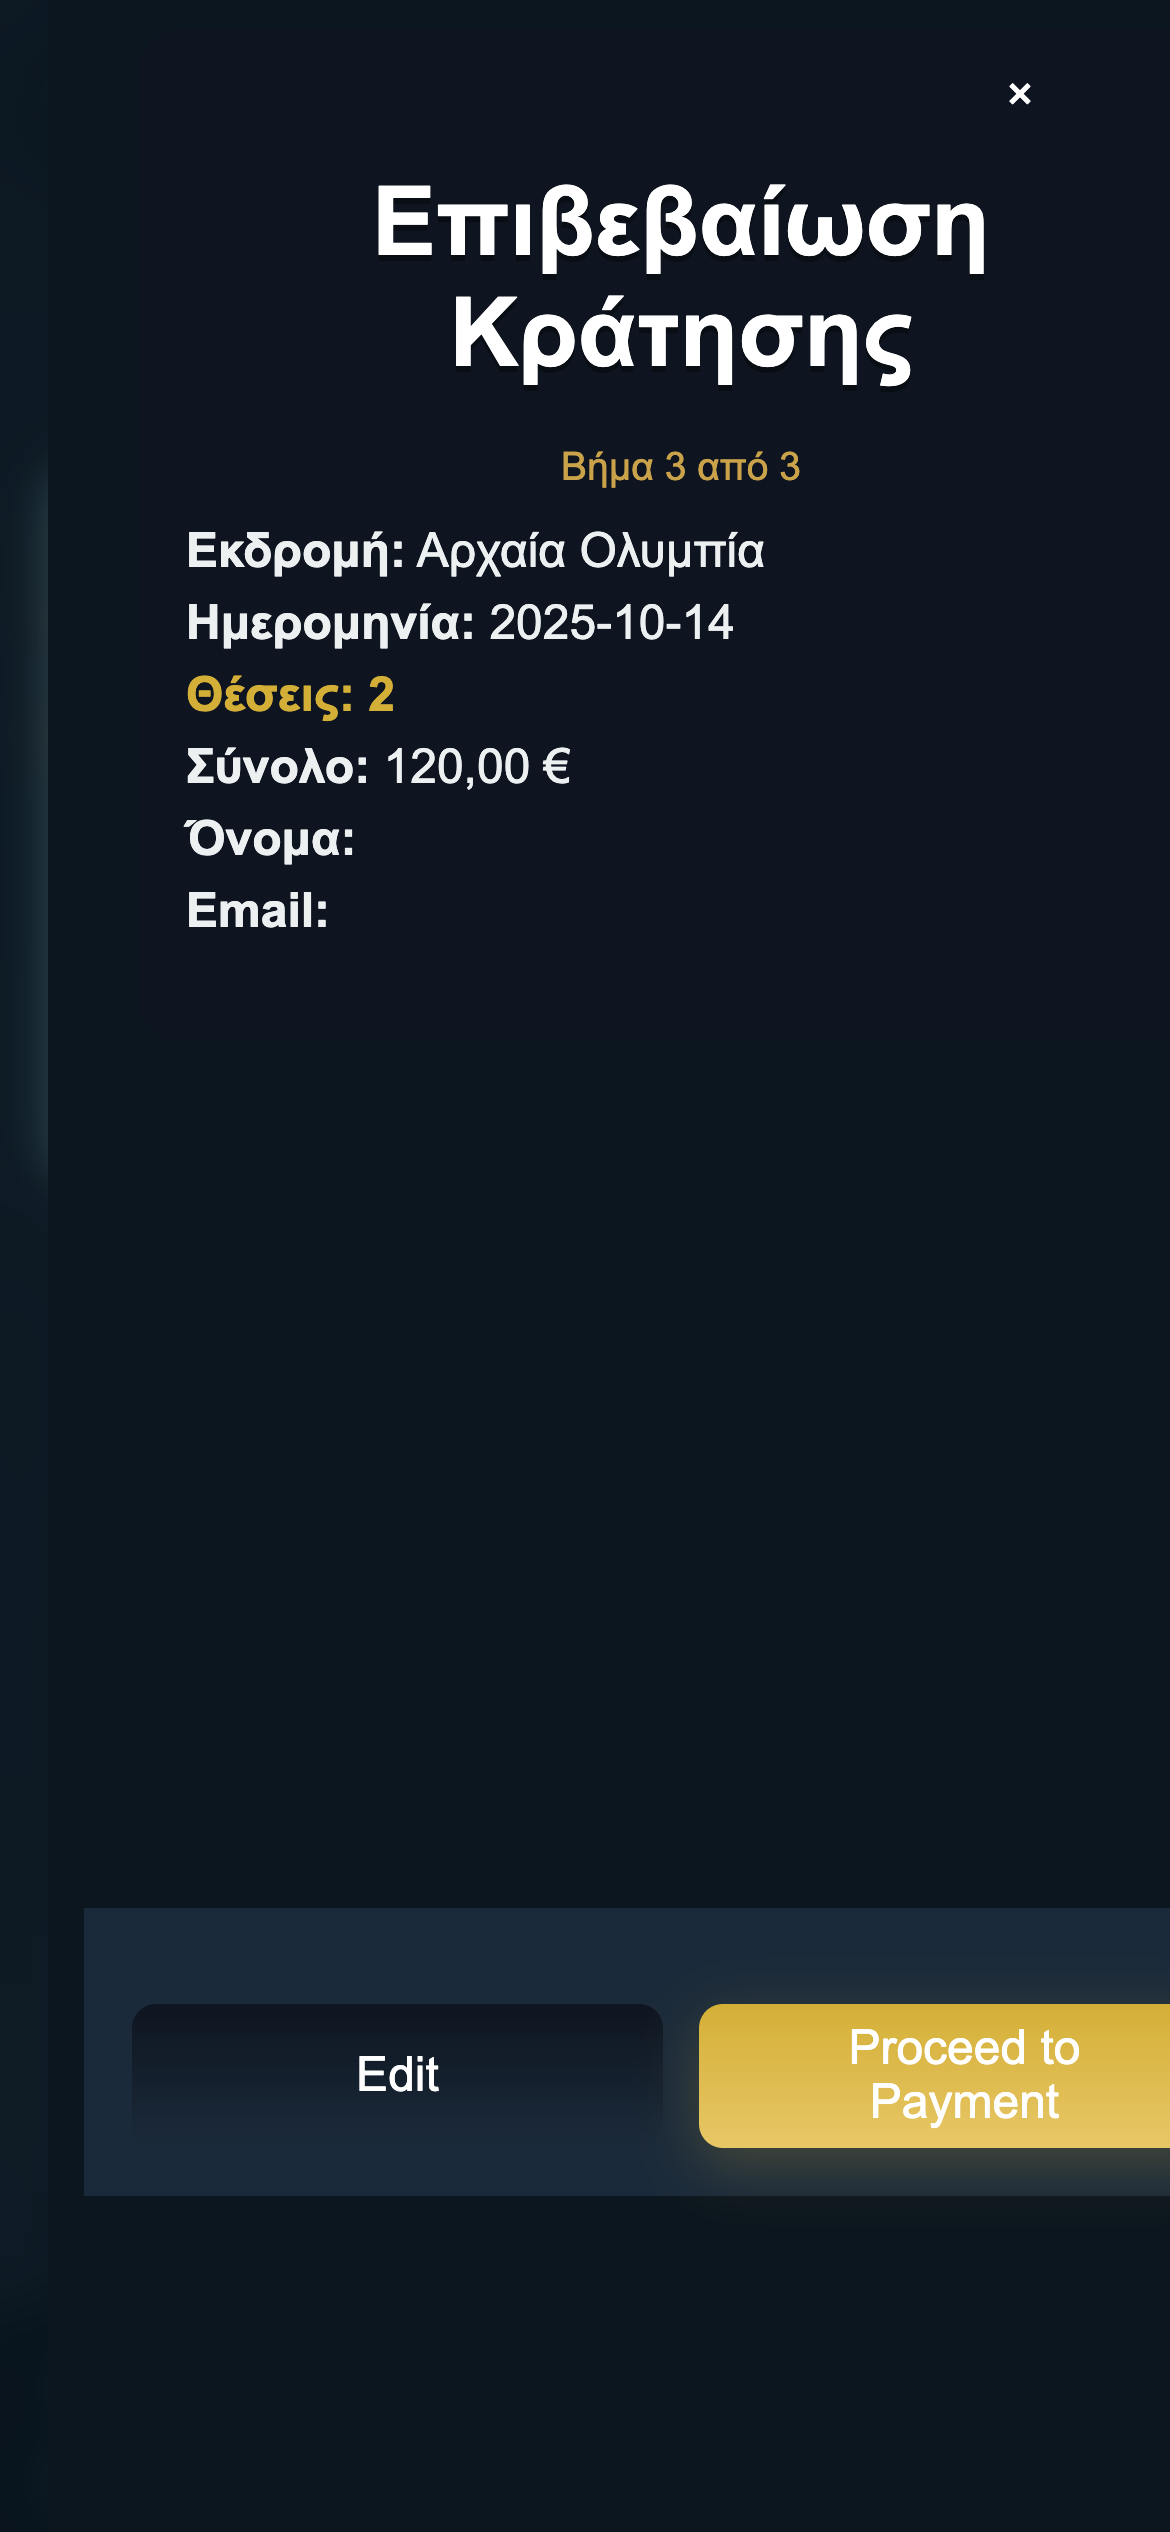 ×
Επιβεβαίωση
Κράτησης
Βήμα 3 από 3
Εκδρομή: Αρχαία Ολυμπία
Ημερομηνία: 2025-10-14
Θέσεις: 2
Σύνολο: 120,00 €
Όνομα:
Email:
Edit
Proceed to
Payment